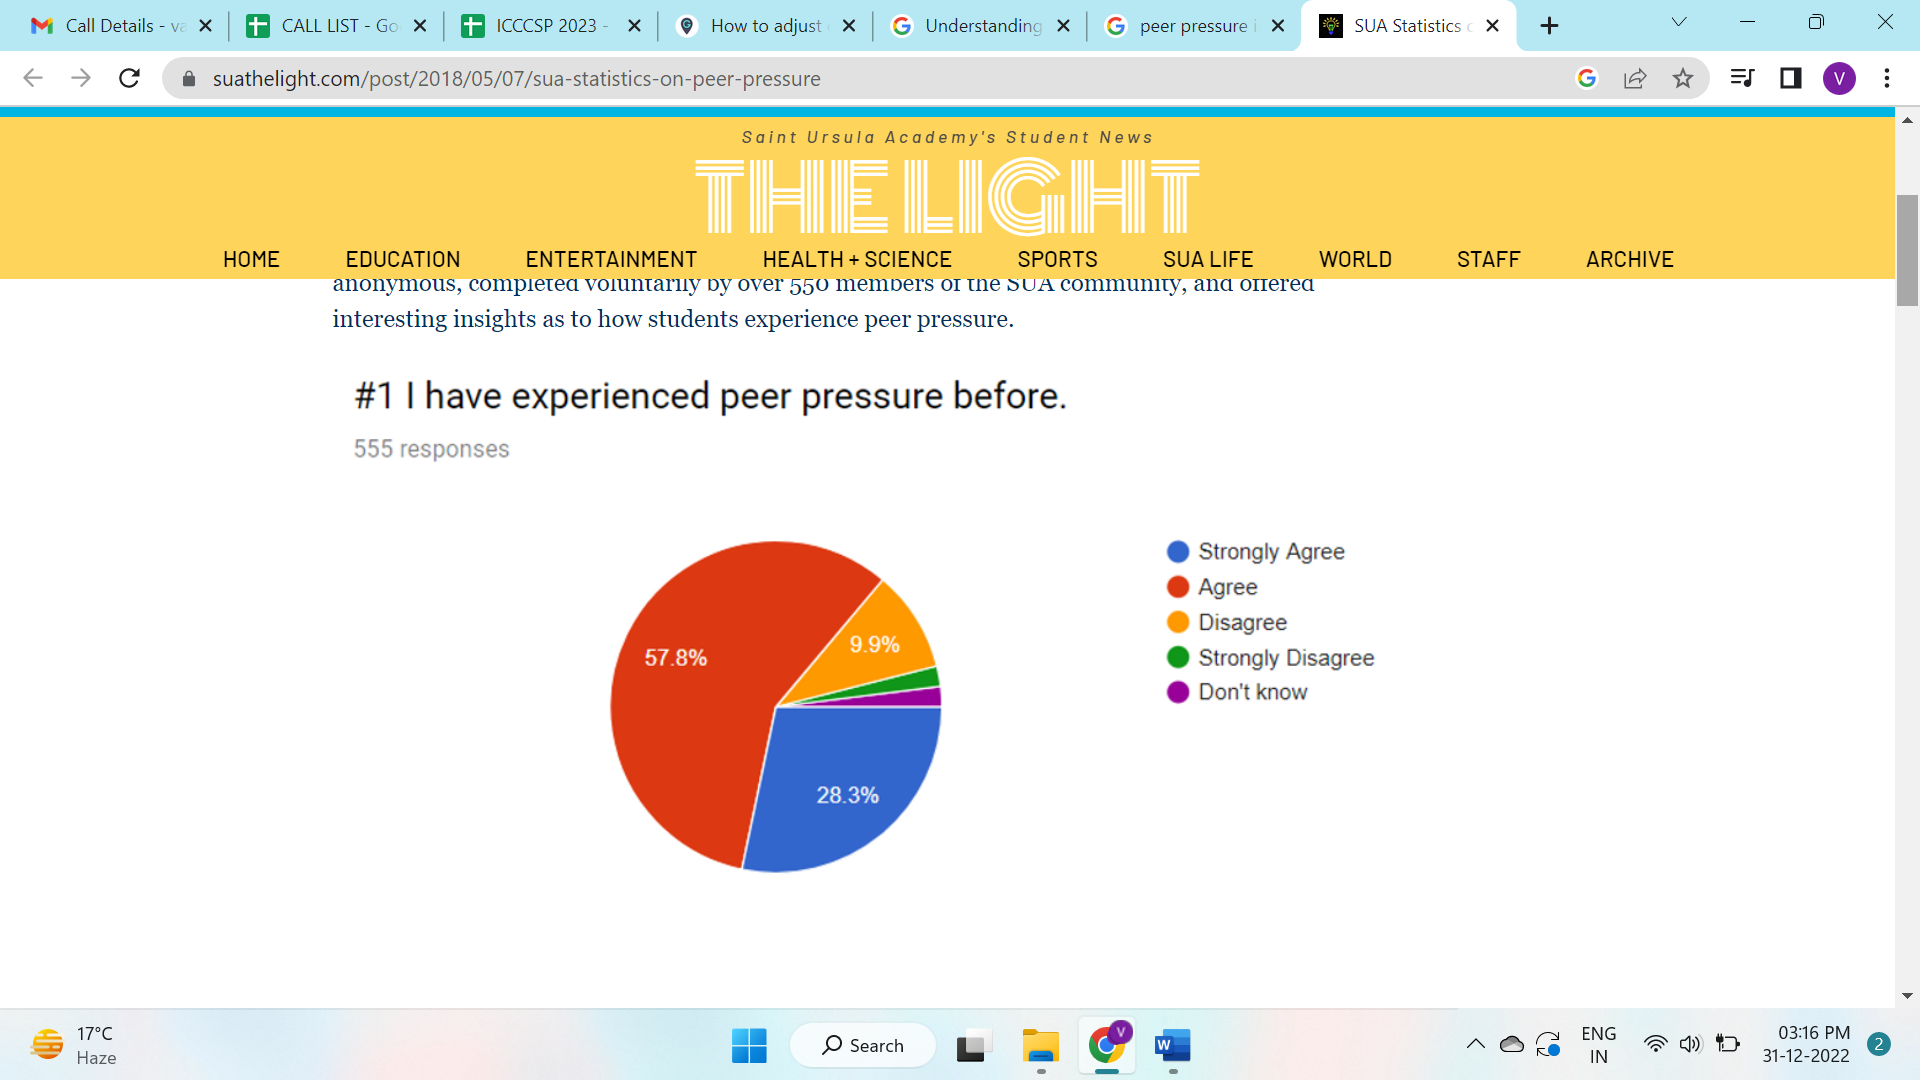 Call Details - va
CALL LIST - Go
ICCCSP 2023 -
How to adjust
Understanding
peer pressure i
SUA Statistics o
suathelight.com/post/2018/05/07/sua-statistics-on-peer-pressure
V
Saint Ursula Academy's Student News
THE LIGHT
HOME EDUCATION ENTERTAINMENT HEALTH + SCIENCE SPORTS SUA LIFE WORLD STAFF ARCHIVE
anonymous, completed voluntarily by over 550 members of the SUA community, and offered
interesting insights as to how students experience peer pressure.
#1 I have experienced peer pressure before.
555 responses
57.8%
9.9%
28.3%
Strongly Agree
Agree
Disagree
Strongly Disagree
Don't know
17°C
Haze
Search
V
W
ENG
IN
03:16 PM
31-12-2022
2